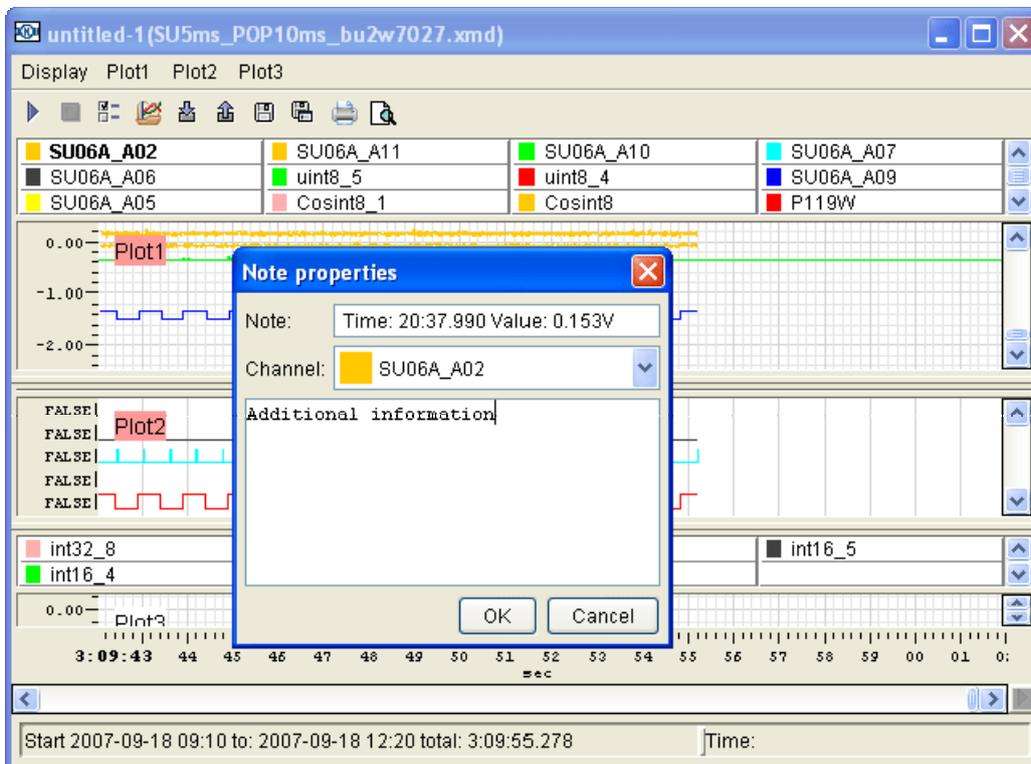 untitled-1(SU5ms_POP10ms_bu2w7027.xmd)
Display Plot1 Plot2 Plot3
SU06A_A02 SU06A_A11 SU06A_A10 SU06A_A07
SU06A_A06 uint8_5 uint8_4 SU06A_A09
SU06A_A05 Cosint8_1 Cosint8 P119W
0.00
Plot1
-1.00
-2.00
Note properties
Note: Time: 20:37.990 Value: 0.153V
Channel: SU06A_A02
Additional information
OK Cancel
FALSE
Plot2
FALSE
FALSE
FALSE
FALSE
int32_8 int16_5
int16_4
0.00
Plot3
3:09:43 44 45 46 47 48 49 50 51 52 53 54 55 56 57 58 59 00 01 0:
sec
Start 2007-09-18 09:10 to: 2007-09-18 12:20 total: 3:09:55.278 Time: